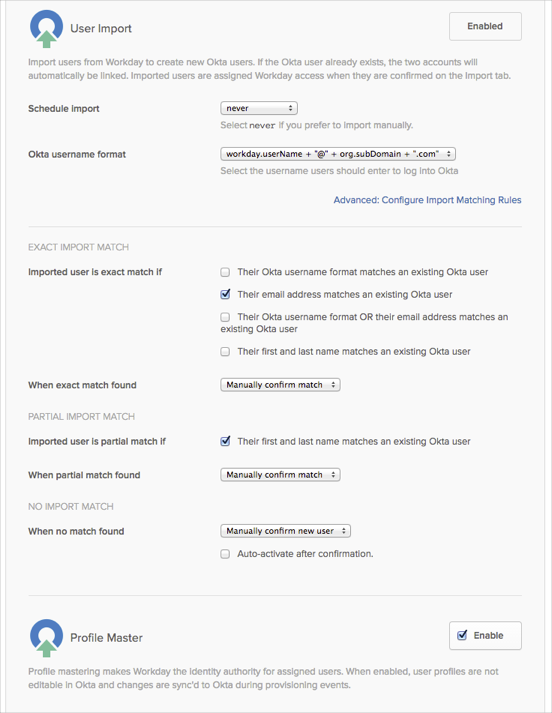 User Import
Enabled
Import users from Workday to create new Okta users. If the Okta user already exists, the two accounts will
automatically be linked. Imported users are assigned Workday access when they are confirmed on the Import tab.
Schedule import
never
Select never if you prefer to import manually.
Okta username format
workday.userName + "@" + org.subDomain + ".com"
Select the username users should enter to log into Okta
Advanced: Configure Import Matching Rules
EXACT IMPORT MATCH
Imported user is exact match if
Their Okta username format matches an existing Okta user
Their email address matches an existing Okta user
Their Okta username format OR their email address matches an
existing Okta user
Their first and last name matches an existing Okta user
When exact match found
Manually confirm match
PARTIAL IMPORT MATCH
Imported user is partial match if
Their first and last name matches an existing Okta user
When partial match found
Manually confirm match
NO IMPORT MATCH
When no match found
Manually confirm new user
Auto-activate after confirmation.
Profile Master
Enable
Profile mastering makes Workday the identity authority for assigned users. When enabled, user profiles are not
editable in Okta and changes are sync'd to Okta during provisioning events.